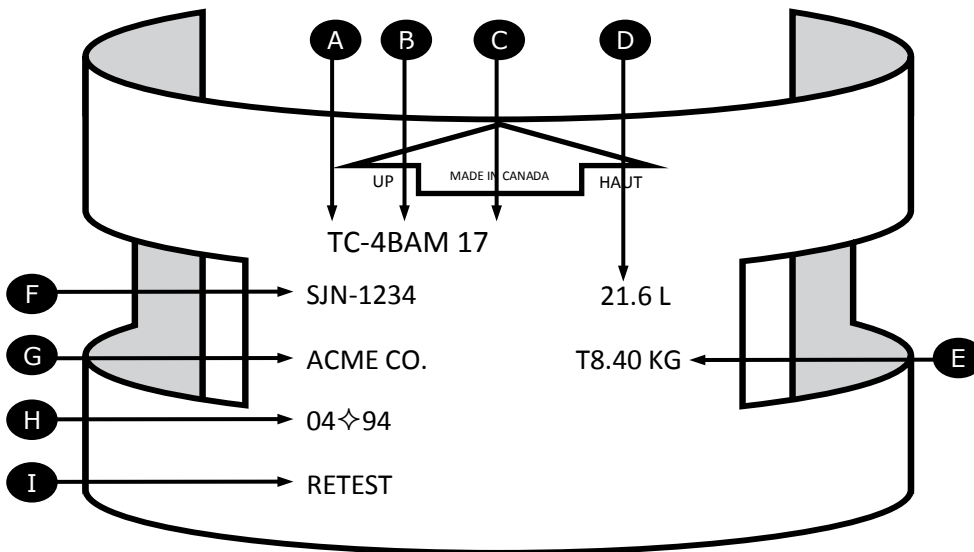 A B C D
UP MADE IN CANADA HAUT
TC-4BAM 17
F SJN-1234 21.6 L
G ACME CO. T8.40 KG E
H 04✧94
I RETEST